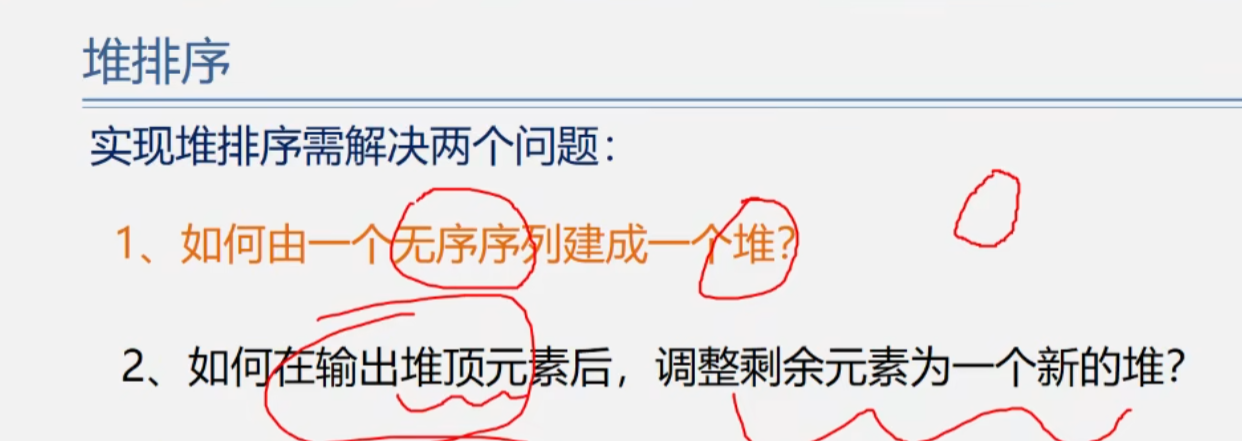 堆排序
实现堆排序需解决两个问题：
1、如何由一个无序序列建成一个堆？
2、如何在输出堆顶元素后，调整剩余元素为一个新的堆？